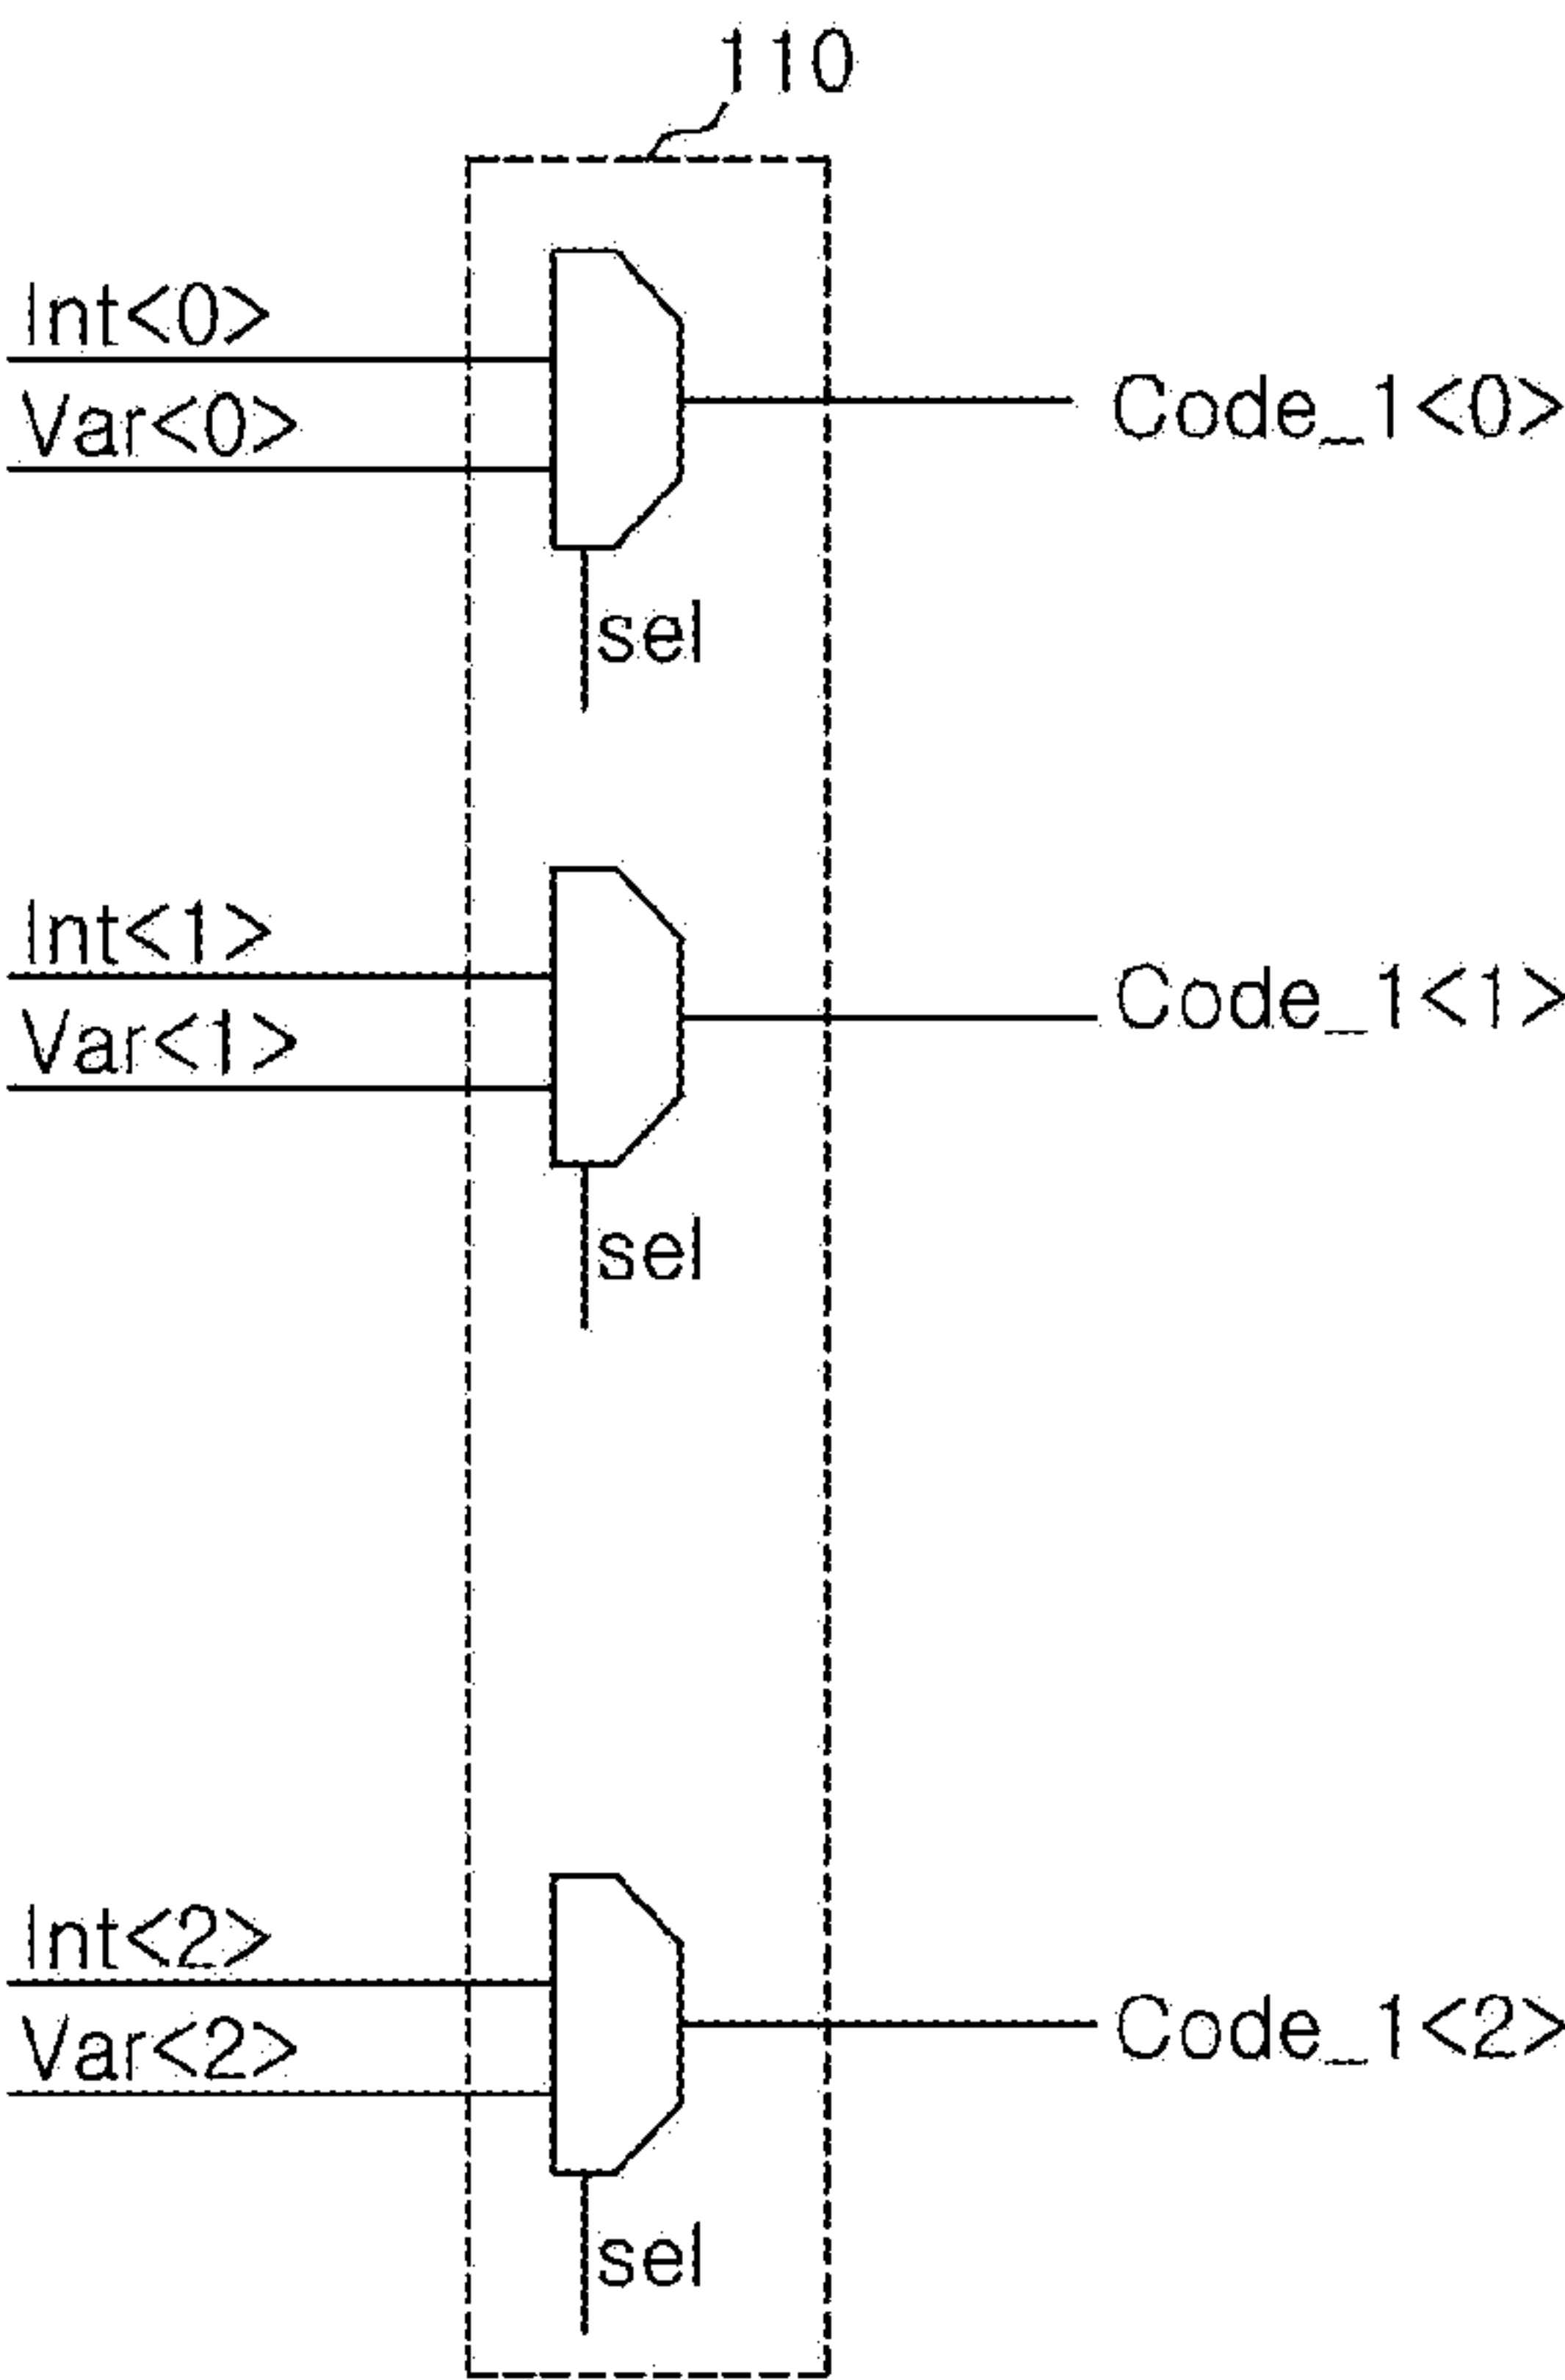 110
Int<0>
Var<0>
Code_1<0>
sel
Int<1>
Var<1>
Code_1<1>
sel
Int<2>
Var<2>
Code_1<2>
sel